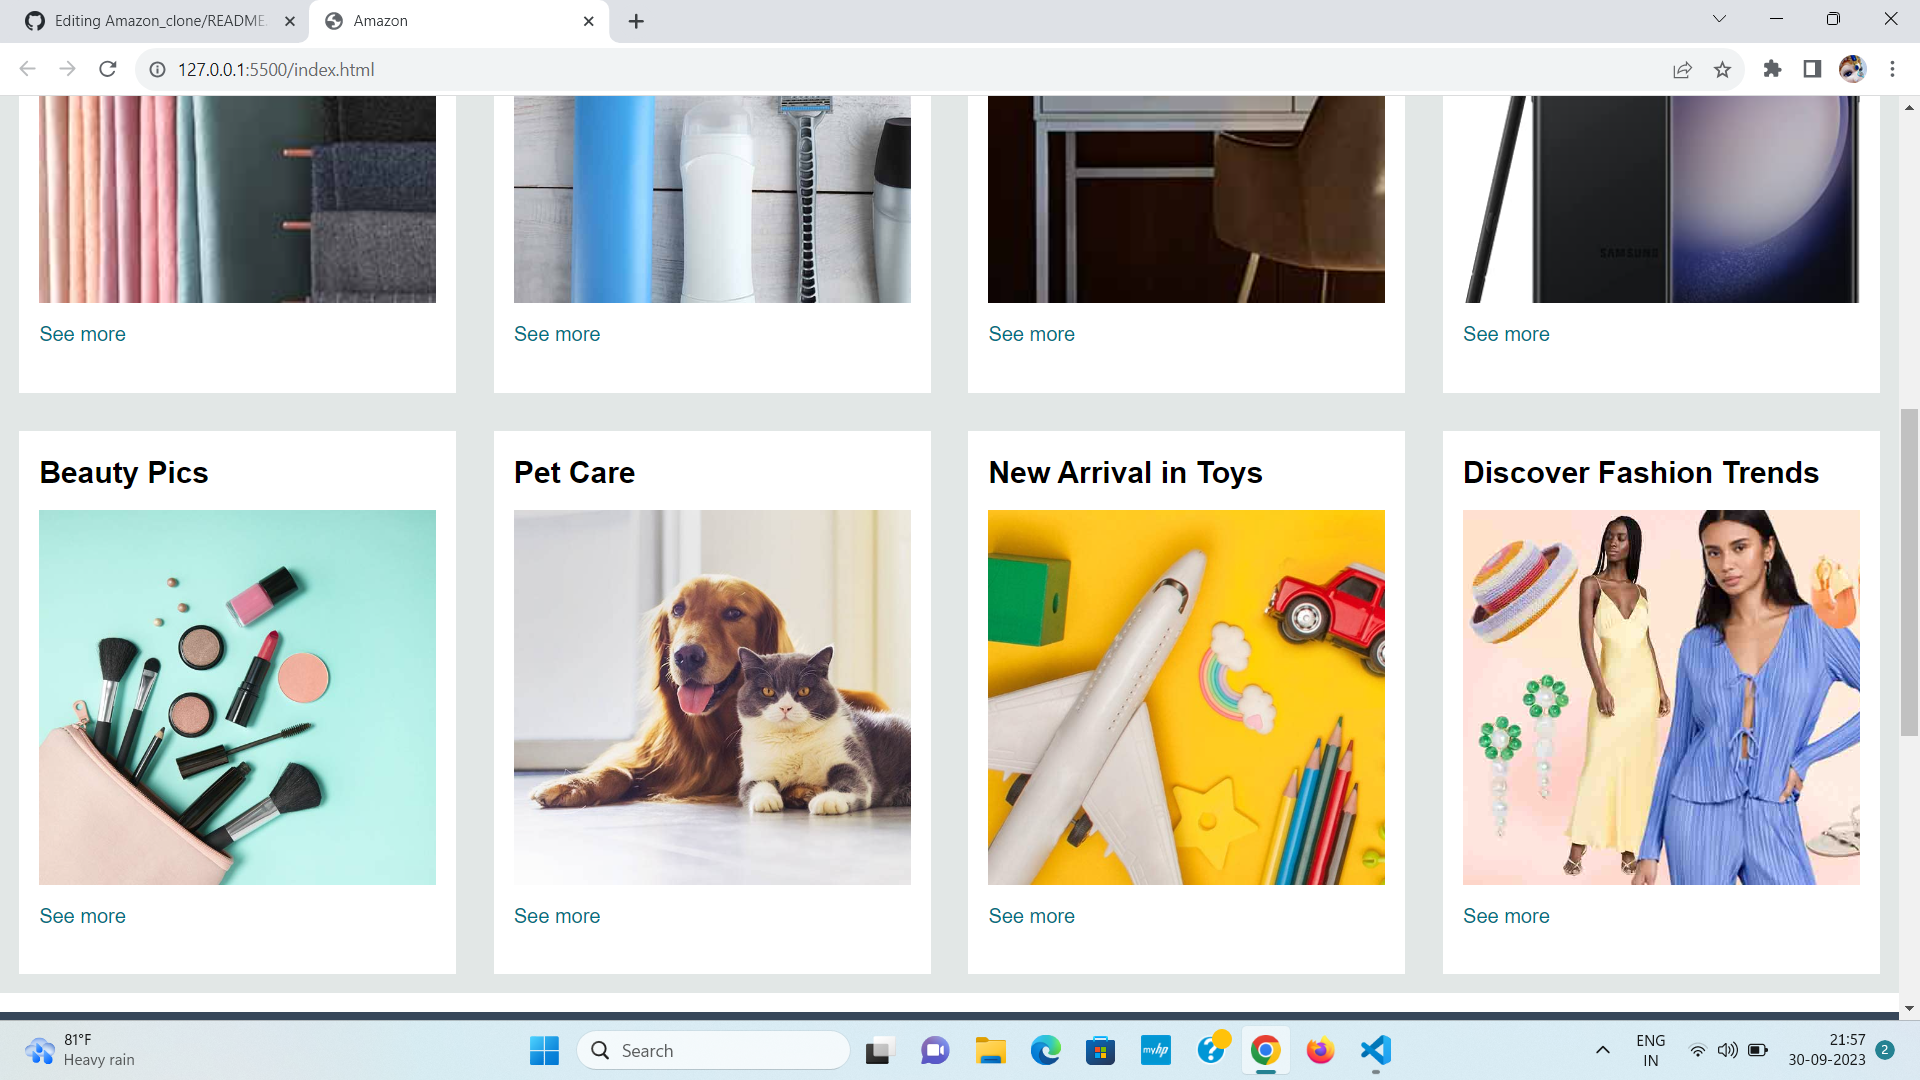 Editing Amazon_clone/README.
Amazon
127.0.0.1:5500/index.html
SAMSUNG
See more
See more
See more
See more
Beauty Pics
Pet Care
New Arrival in Toys
Discover Fashion Trends
See more
See more
See more
See more
81°F
Heavy rain
Search
myhp
ENG
IN
21:57
30-09-2023
2